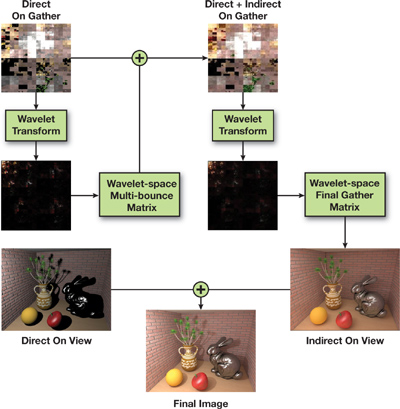 Direct
On Gather
Direct + Indirect
On Gather
+
Wavelet
Transform
Wavelet
Transform
Wavelet-space
Multi-bounce
Matrix
Wavelet-space
Final Gather
Matrix
+
Direct On View
Indirect On View
Final Image